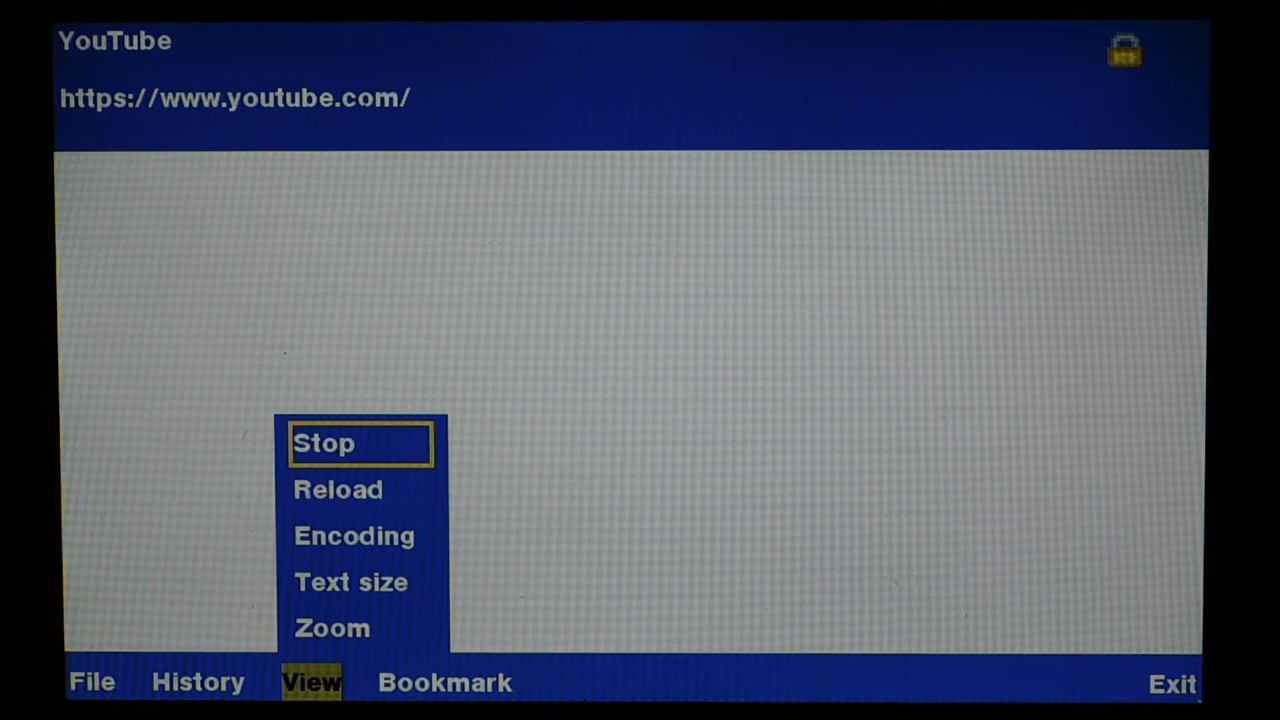 YouTube
https://www.youtube.com/
Stop
Reload
Encoding
Text size
Zoom
File History View Bookmark Exit